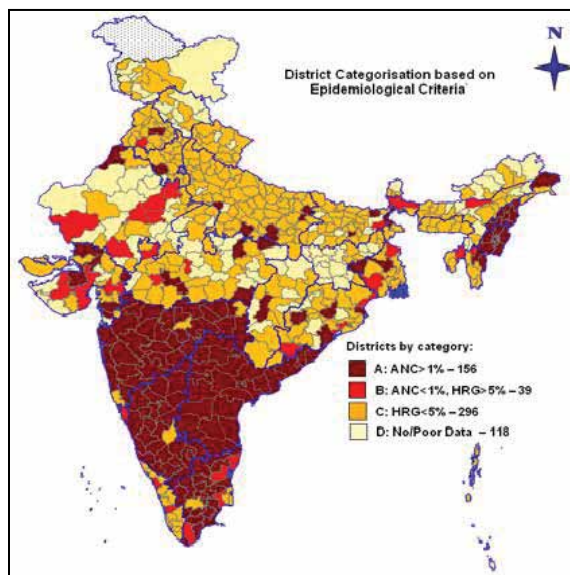 N
District Categorisation based on
Epidemiological Criteria
Districts by category:
A: ANC>1% – 156
B: ANC<1%, HRG>5% – 39
C: HRG<5% – 296
D: No/Poor Data – 118